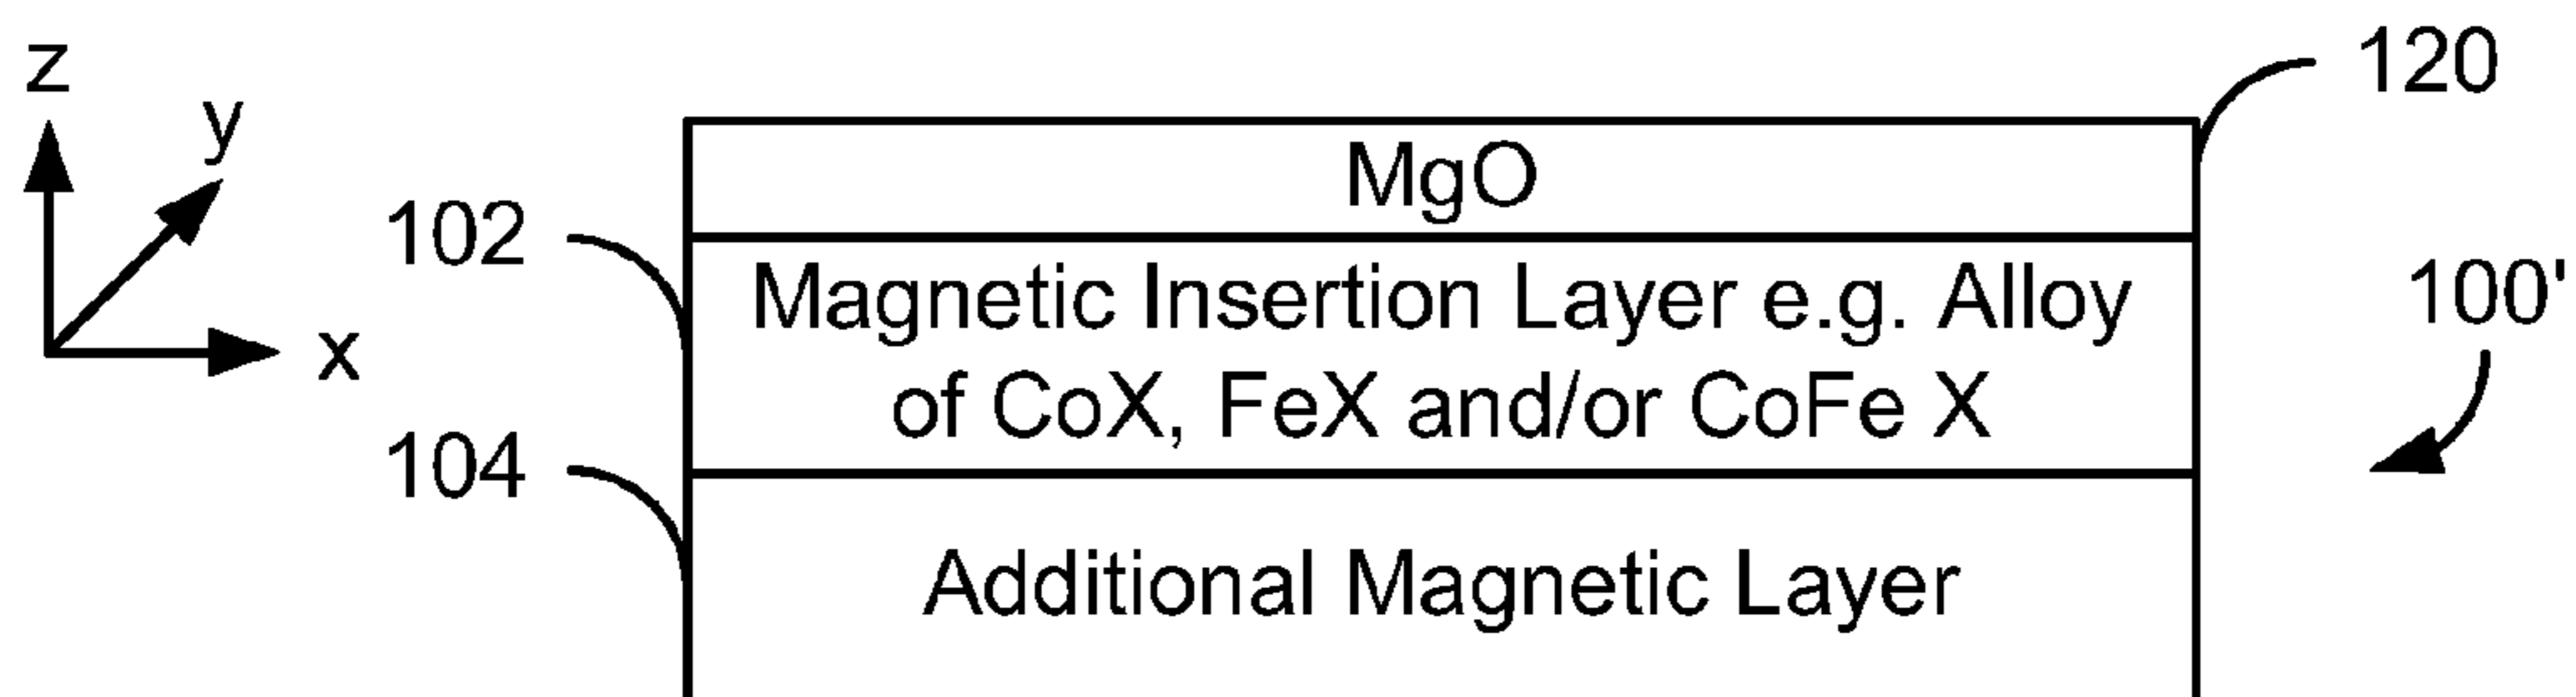 z
y
x
120
MgO
102
Magnetic Insertion Layer e.g. Alloy
of CoX, FeX and/or CoFe X
100'
104
Additional Magnetic Layer